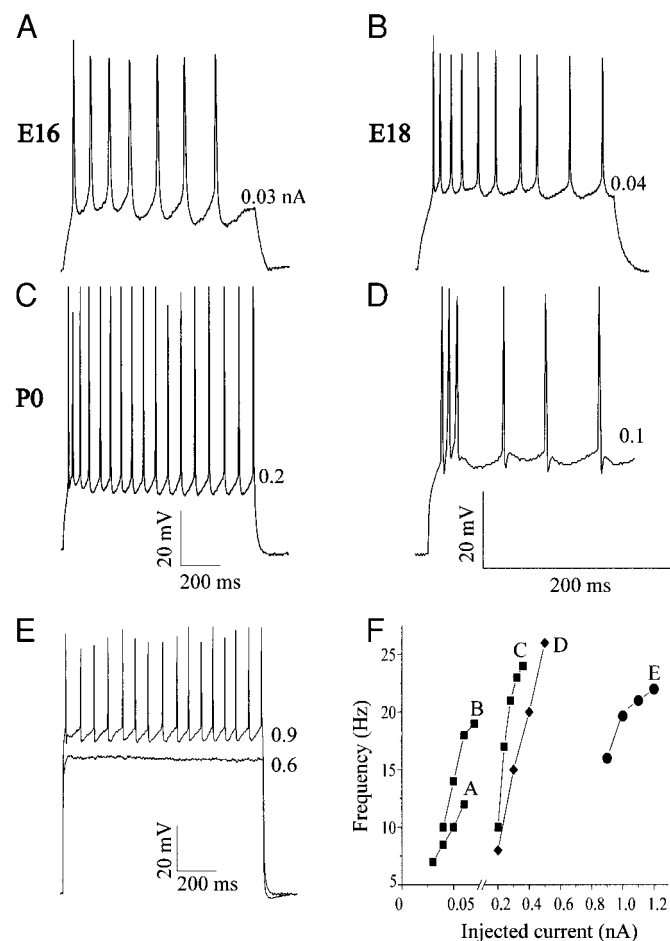 A
B
E16
0.03 nA
E18
0.04
C
D
P0
0.2
0.1
20 mV
200 ms
20 mV
200 ms
E
F
0.9
0.6
20 mV
200 ms
Frequency (Hz)
25
20
15
10
5
A
B
C
D
E
0
0.05
0.2
0.4
0.6
0.8
1.0
1.2
Injected current (nA)